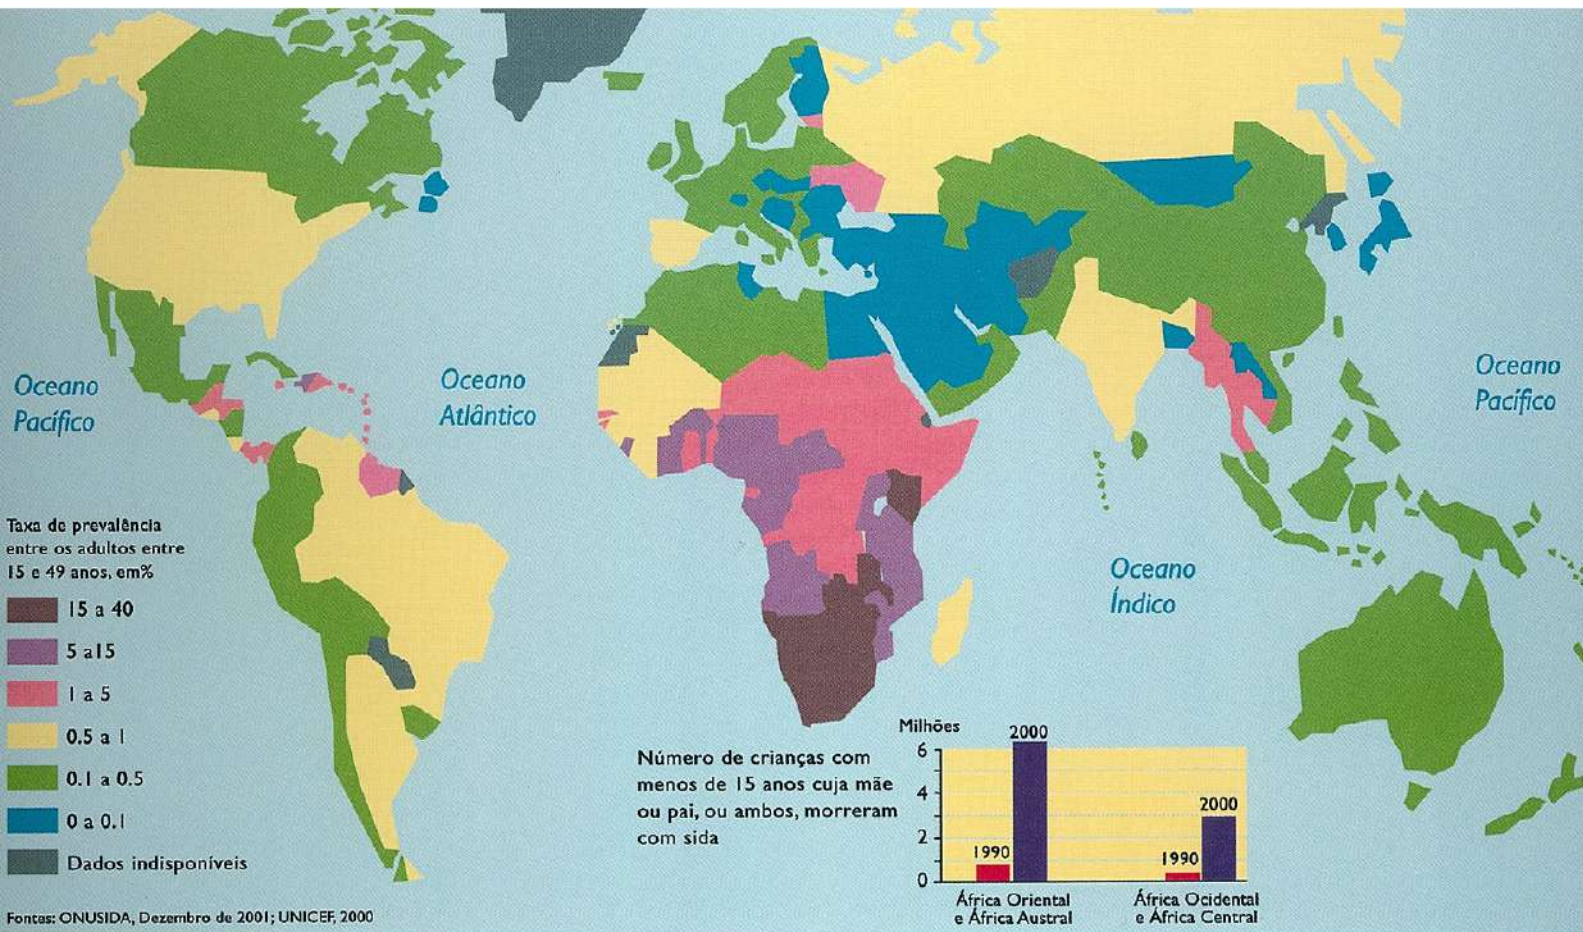 Oceano
Pacífico
Oceano
Atlântico
Oceano
Pacífico
Oceano
Índico
Taxa de prevalência
entre os adultos entre
15 e 49 anos, em%
15 a 40
5 a15
1 a 5
0.5 a 1
0.1 a 0.5
0 a 0.1
Dados indisponíveis
Fontes: ONUSIDA, Dezembro de 2001; UNICEF, 2000
Número de crianças com
menos de 15 anos cuja mãe
ou pai, ou ambos, morreram
com sida
Milhões
6
4
2
0
1990
2000
1990
2000
África Oriental
e África Austral
África Ocidental
e África Central